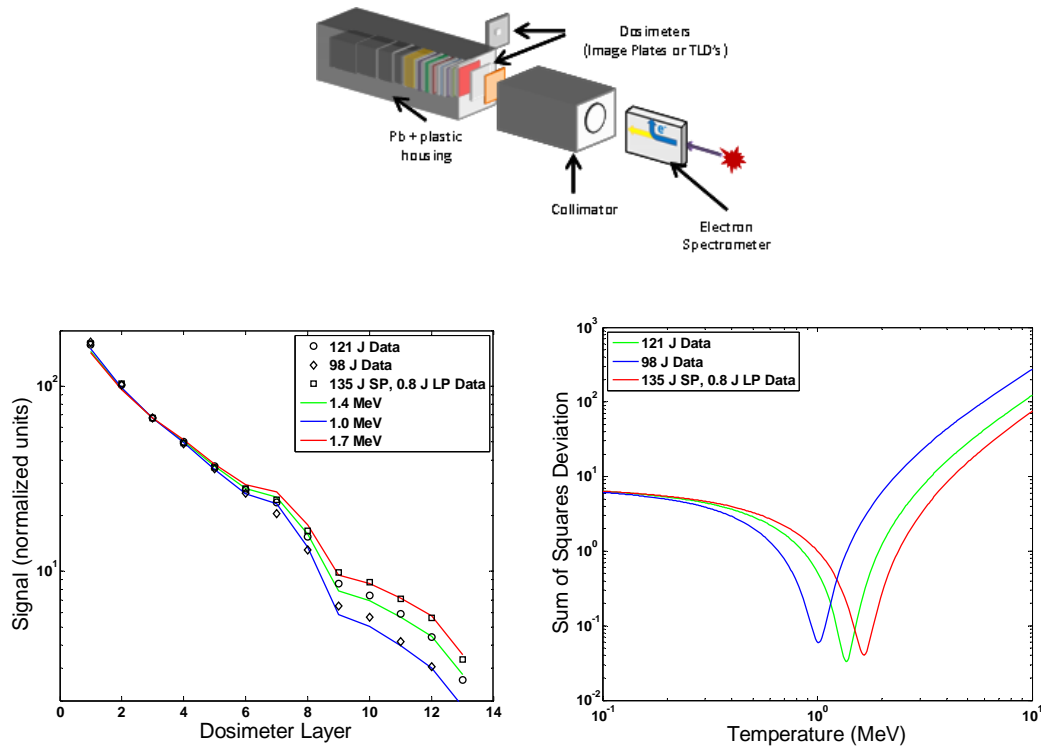 Dosimeters
(Image Plates or TLD's)
e⁻
Pb + plastic
housing
Collimator
Electron
Spectrometer
121 J Data
98 J Data
135 J SP, 0.8 J LP Data
1.4 MeV
1.0 MeV
1.7 MeV
10²
10¹
Signal (normalized units)
0 2 4 6 8 10 12 14
Dosimeter Layer
121 J Data
98 J Data
135 J SP, 0.8 J LP Data
10³
10²
10¹
10⁰
10⁻¹
10⁻²
Sum of Squares Deviation
10⁻¹ 10⁰ 10¹
Temperature (MeV)